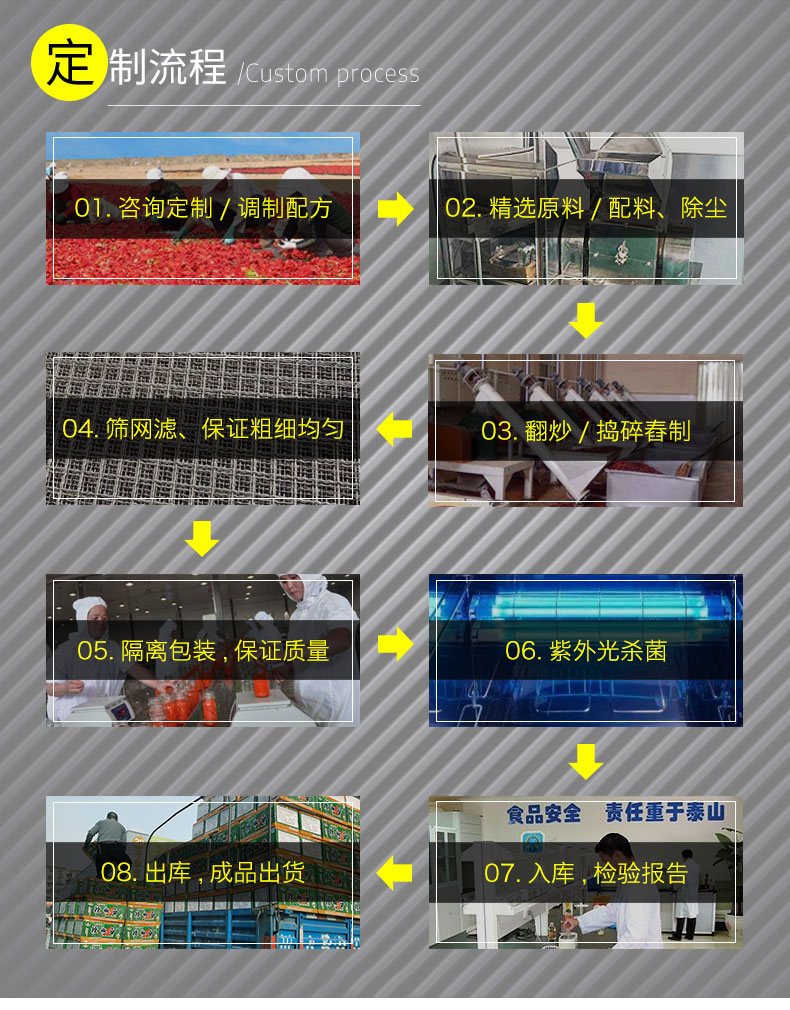 定制流程 /Custom process
01. 咨询定制 / 调制配方
02. 精选原料 / 配料、除尘
03. 翻炒 / 捣碎舂制
04. 筛网滤、保证粗细均匀
05. 隔离包装 , 保证质量
06. 紫外光杀菌
食品安全 责任重于泰山
07. 入库 , 检验报告
08. 出库 , 成品出货